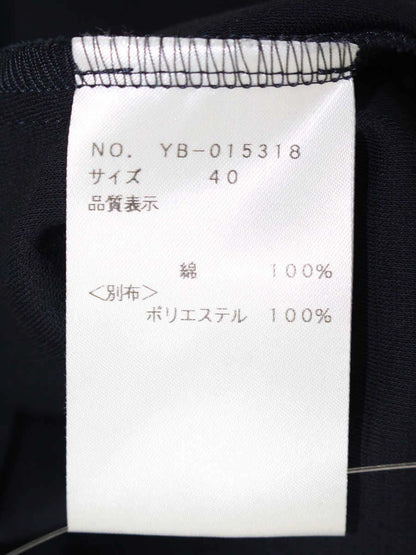 NO. YB-015318
サイズ 40
品質表示
綿 100%
<別布>
ポリエステル 100%